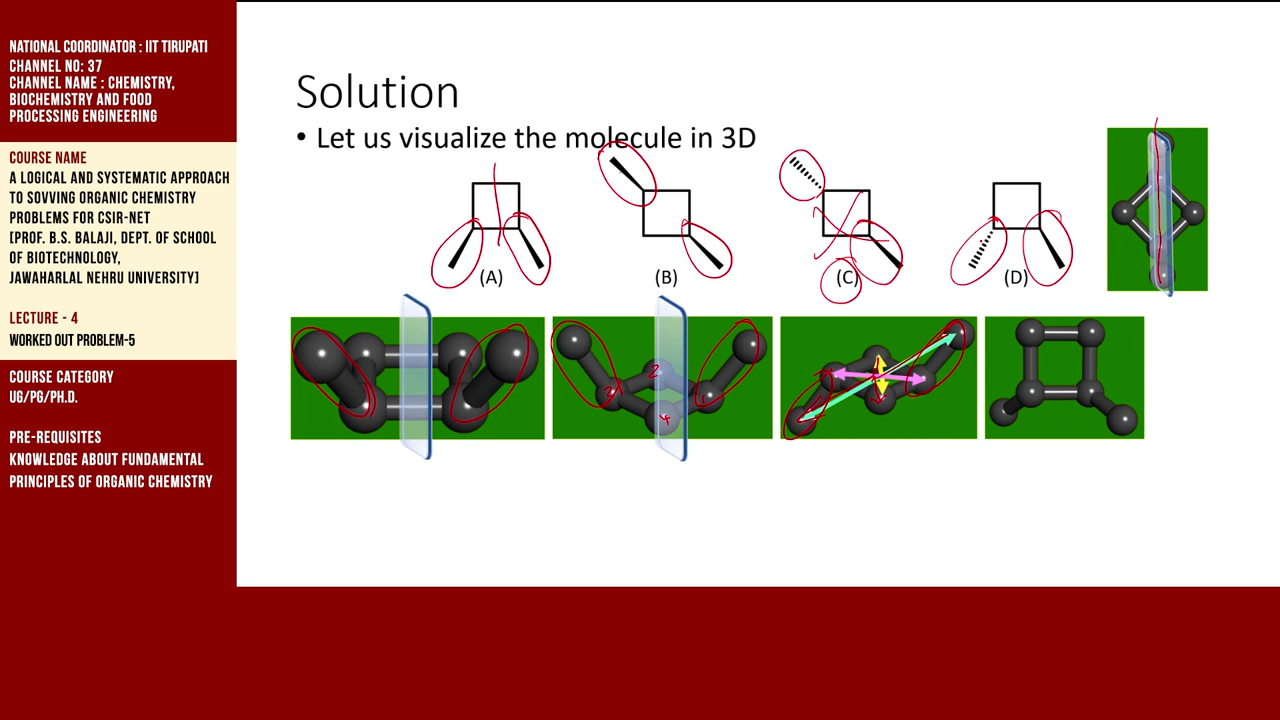 NATIONAL COORDINATOR : IIT TIRUPATI
CHANNEL NO: 37
CHANNEL NAME : CHEMISTRY,
BIOCHEMISTRY AND FOOD
PROCESSING ENGINEERING
COURSE NAME
A LOGICAL AND SYSTEMATIC APPROACH
TO SOVVING ORGANIC CHEMISTRY
PROBLEMS FOR CSIR-NET
[PROF. B.S. BALAJI, DEPT. OF SCHOOL
OF BIOTECHNOLOGY,
JAWAHARLAL NEHRU UNIVERSITY]
LECTURE - 4
WORKED OUT PROBLEM-5
COURSE CATEGORY
UG/PG/PH.D.
PRE-REQUISITES
KNOWLEDGE ABOUT FUNDAMENTAL
PRINCIPLES OF ORGANIC CHEMISTRY
Solution
• Let us visualize the molecule in 3D
(A) (B) (C) (D)
2
4